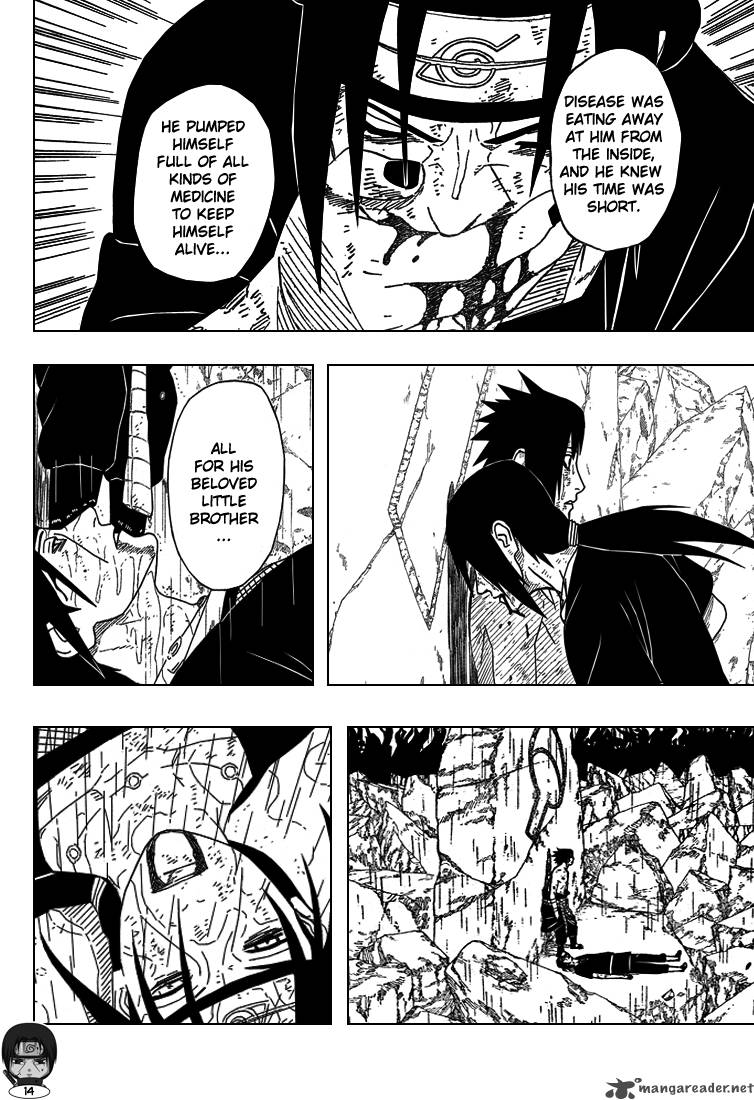 DISEASE WAS
EATING AWAY
AT HIM FROM
THE INSIDE,
AND HE KNEW
HIS TIME WAS
SHORT.
HE PUMPED
HIMSELF
FULL OF ALL
KINDS OF
MEDICINE
TO KEEP
HIMSELF
ALIVE...
ALL
FOR HIS
BELOVED
LITTLE
BROTHER
...
14
mangareader.net